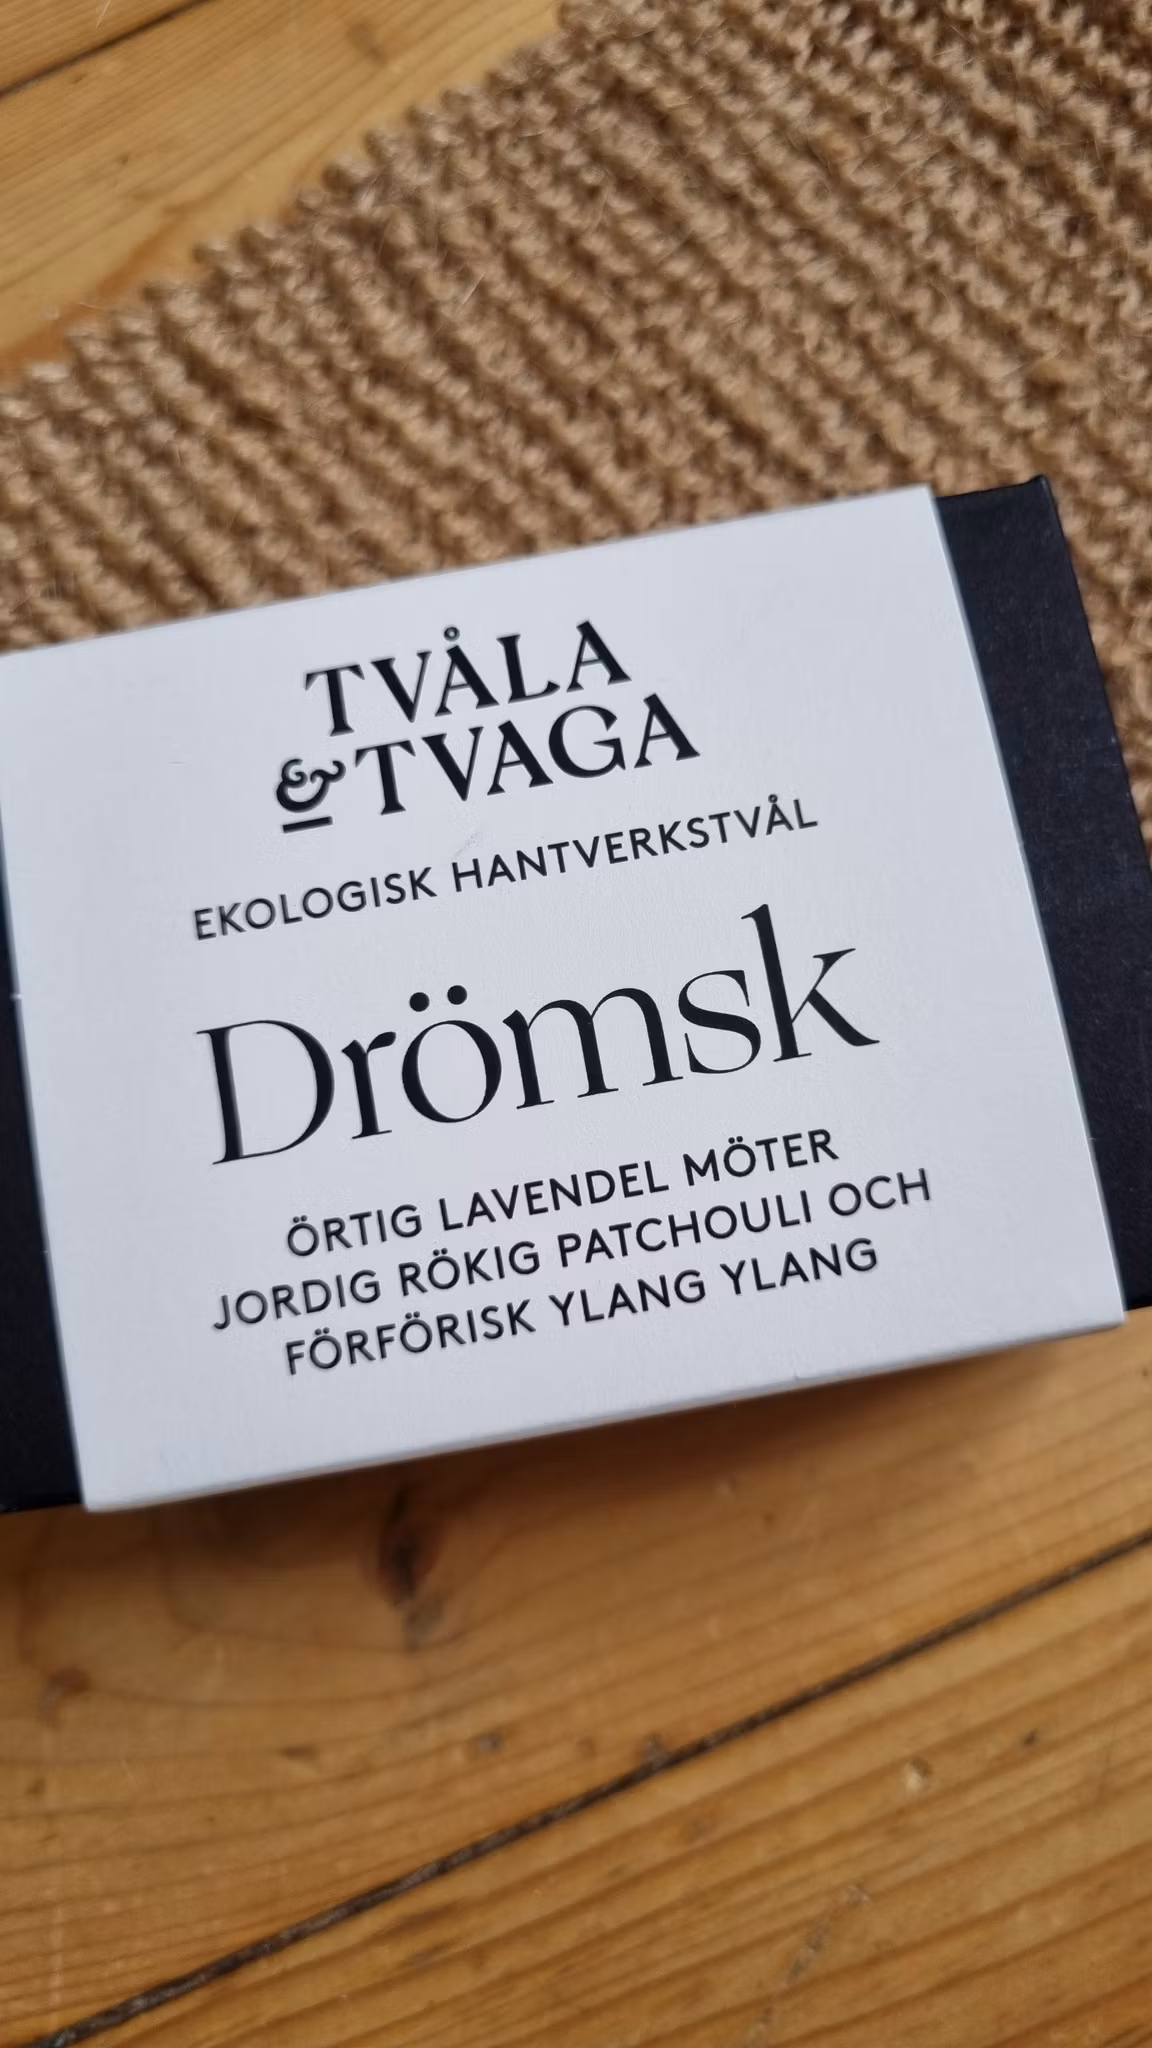 TVÅLA
& TVAGA
EKOLOGISK HANTVERKSTVÅL
Drömsk
ÖRTIG LAVENDEL MÖTER
JORDIG RÖKIG PATCHOULI OCH
FÖRFÖRISK YLANG YLANG